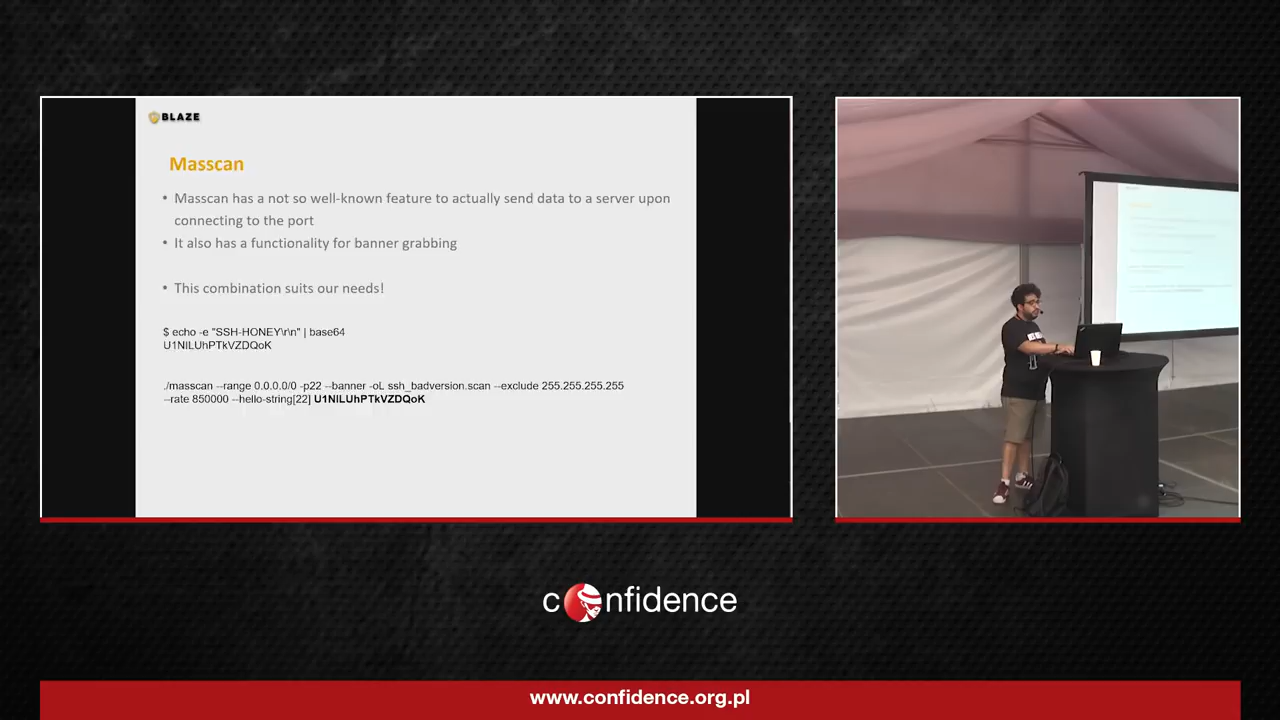 BLAZE
Masscan
• Masscan has a not so well-known feature to actually send data to a server upon
connecting to the port
• It also has a functionality for banner grabbing
• This combination suits our needs!
$ echo -e "SSH-HONEY\r\n" | base64
U1NILUhPTkVZDQoK
./masscan --range 0.0.0.0/0 -p22 --banner -oL ssh_badversion.scan --exclude 255.255.255.255
--rate 850000 --hello-string[22] U1NILUhPTkVZDQoK
confidence
www.confidence.org.pl